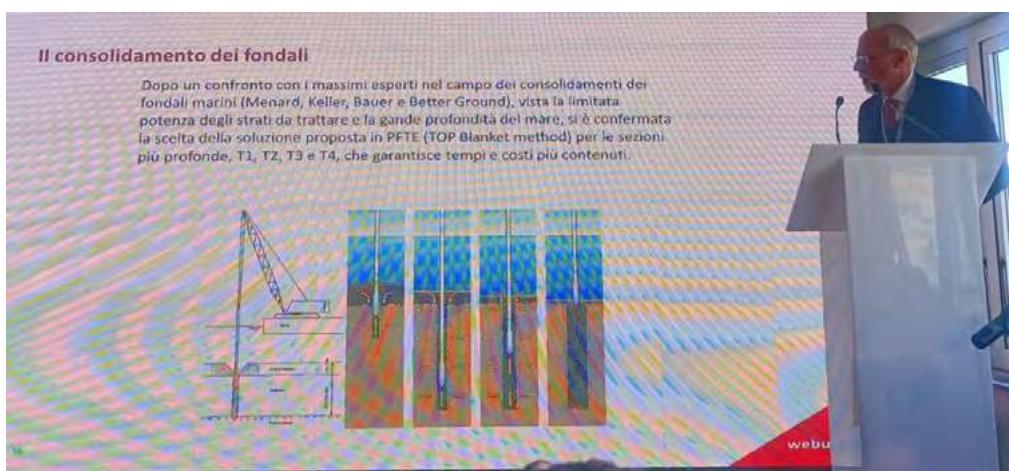 Il consolidamento dei fondali
Dopo un confronto con i massimi esperti nel campo dei consolidamenti dei
fondali marini (Menard, Keller, Bauer e Better Ground), vista la limitata
potenza degli strati da trattare e la gande profondità del mare, si è confermata
la scelta della soluzione proposta in PFTE (TOP Blanket method) per le sezioni
più profonde, T1, T2, T3 e T4, che garantisce tempi e costi più contenuti.
webu